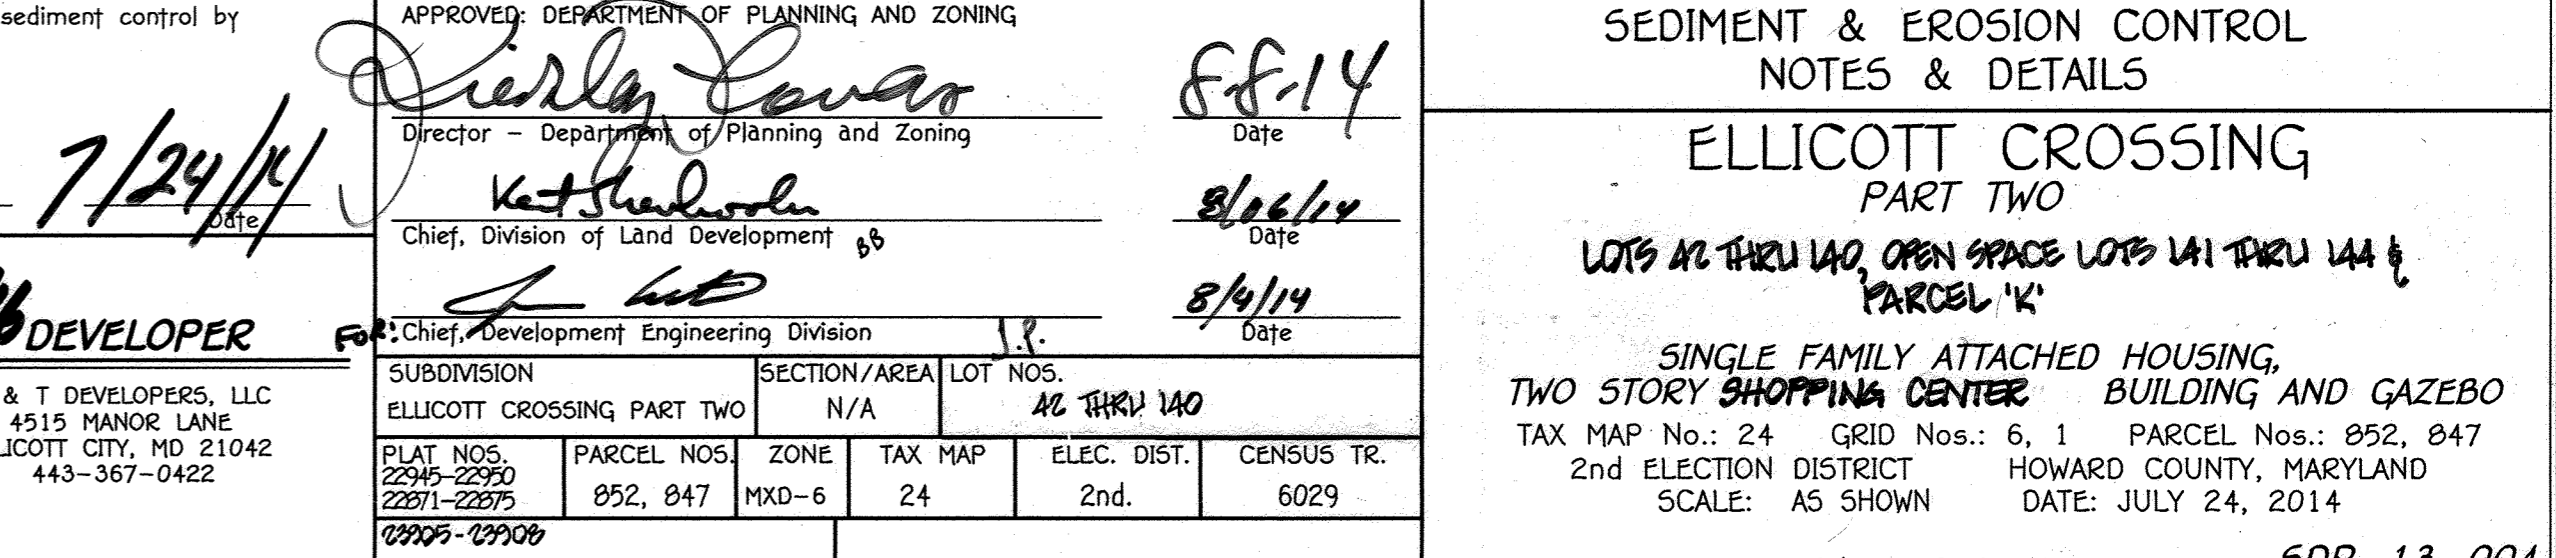 sediment control by
7/24/14
Date
DEVELOPER
& T DEVELOPERS, LLC
4515 MANOR LANE
LICOTT CITY, MD 21042
443-367-0422
APPROVED: DEPARTMENT OF PLANNING AND ZONING
8-8-14
Director - Department of Planning and Zoning
Date
Kent
8/06/14
Chief, Division of Land Development
BB
Date
8/4/14
FOR: Chief, Development Engineering Division
J.P.
Date
SUBDIVISION
ELLICOTT CROSSING PART TWO
SECTION/AREA
N/A
LOT NOS.
42 THRU 140
PLAT NOS.
22945-22950
22871-22875
PARCEL NOS.
852, 847
ZONE
MXD-6
TAX MAP
24
ELEC. DIST.
2nd.
CENSUS TR.
6029
23905-23908
SEDIMENT & EROSION CONTROL
NOTES & DETAILS
ELLICOTT CROSSING
PART TWO
LOTS 42 THRU 140, OPEN SPACE LOTS 141 THRU 144 &
PARCEL 'K'
SINGLE FAMILY ATTACHED HOUSING,
TWO STORY SHOPPING CENTER BUILDING AND GAZEBO
TAX MAP No.: 24 GRID Nos.: 6, 1 PARCEL Nos.: 852, 847
2nd ELECTION DISTRICT HOWARD COUNTY, MARYLAND
SCALE: AS SHOWN DATE: JULY 24, 2014